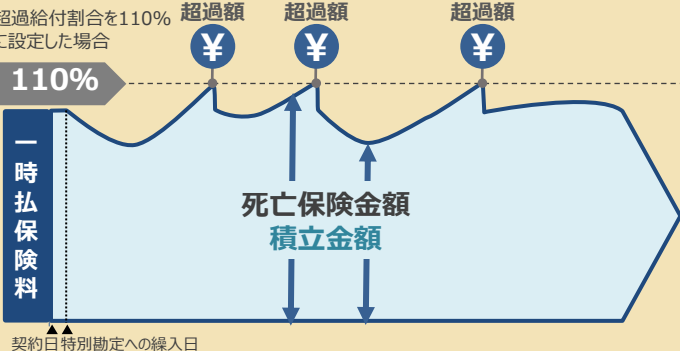 超過給付割合を110%
に設定した場合
超過額
超過額
超過額
¥
¥
¥
110%
一時払保険料
死亡保険金額
積立金額
契約日
特別勘定への繰入日